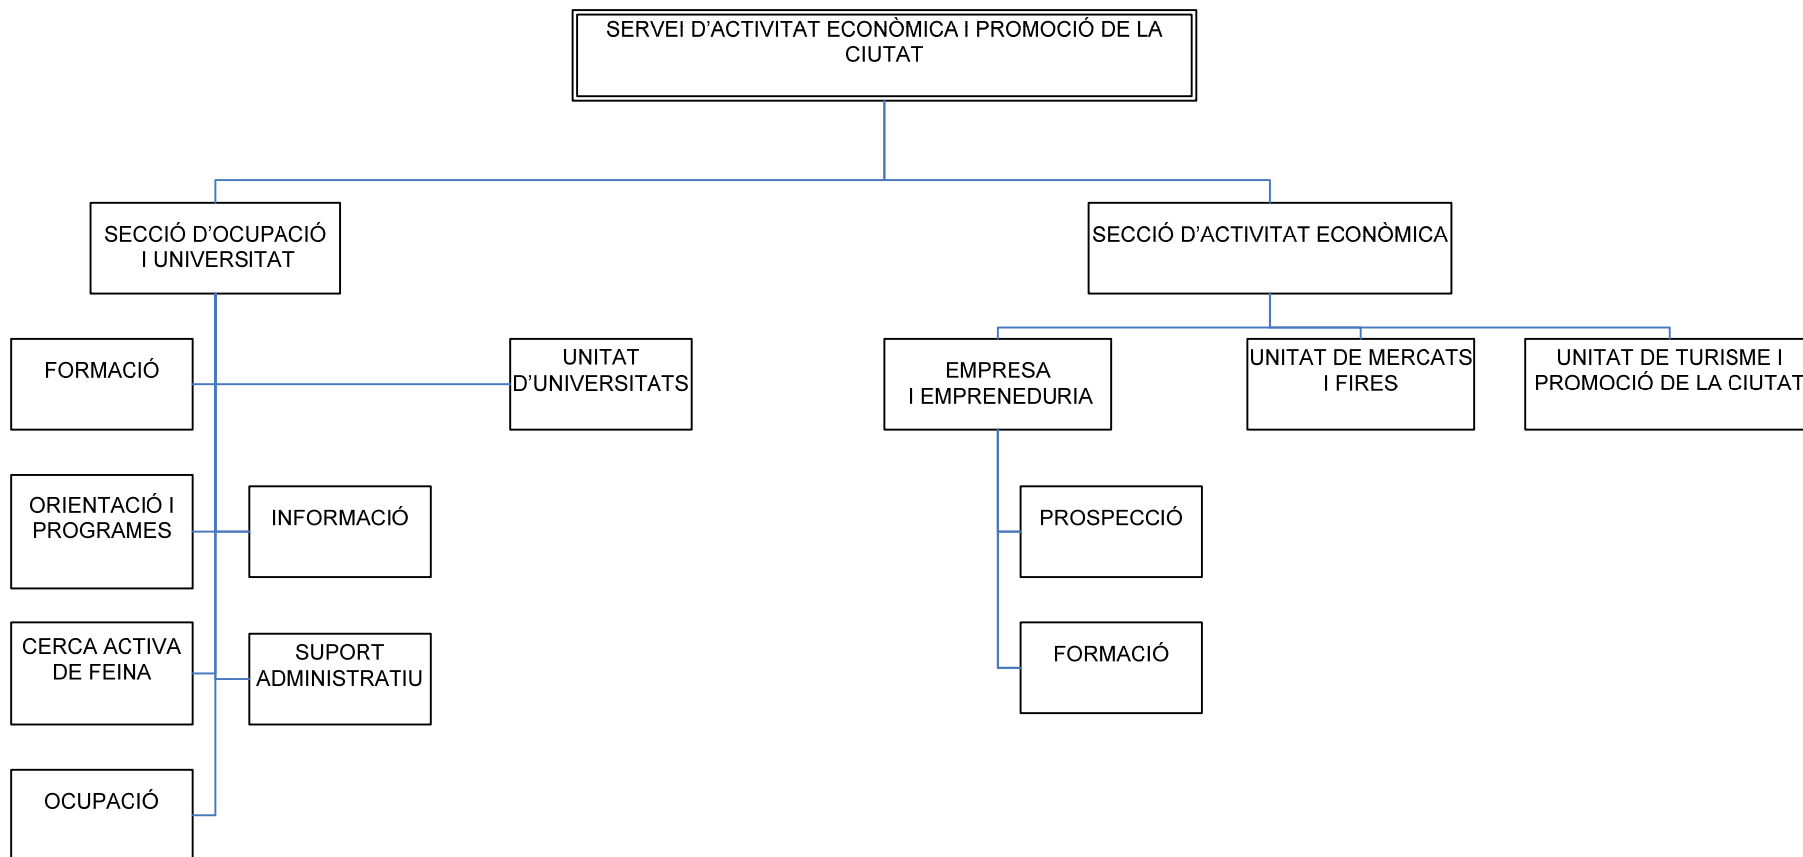 SERVEI D’ACTIVITAT ECONÒMICA I PROMOCIÓ DE LA
CIUTAT
SECCIÓ D’OCUPACIÓ
I UNIVERSITAT
SECCIÓ D’ACTIVITAT ECONÒMICA
FORMACIÓ
UNITAT
D’UNIVERSITATS
EMPRESA
I EMPRENEDURIA
UNITAT DE MERCATS
I FIRES
UNITAT DE TURISME I
PROMOCIÓ DE LA CIUTAT
ORIENTACIÓ I
PROGRAMES
INFORMACIÓ
PROSPECCIÓ
CERCA ACTIVA
DE FEINA
SUPORT
ADMINISTRATIU
FORMACIÓ
OCUPACIÓ